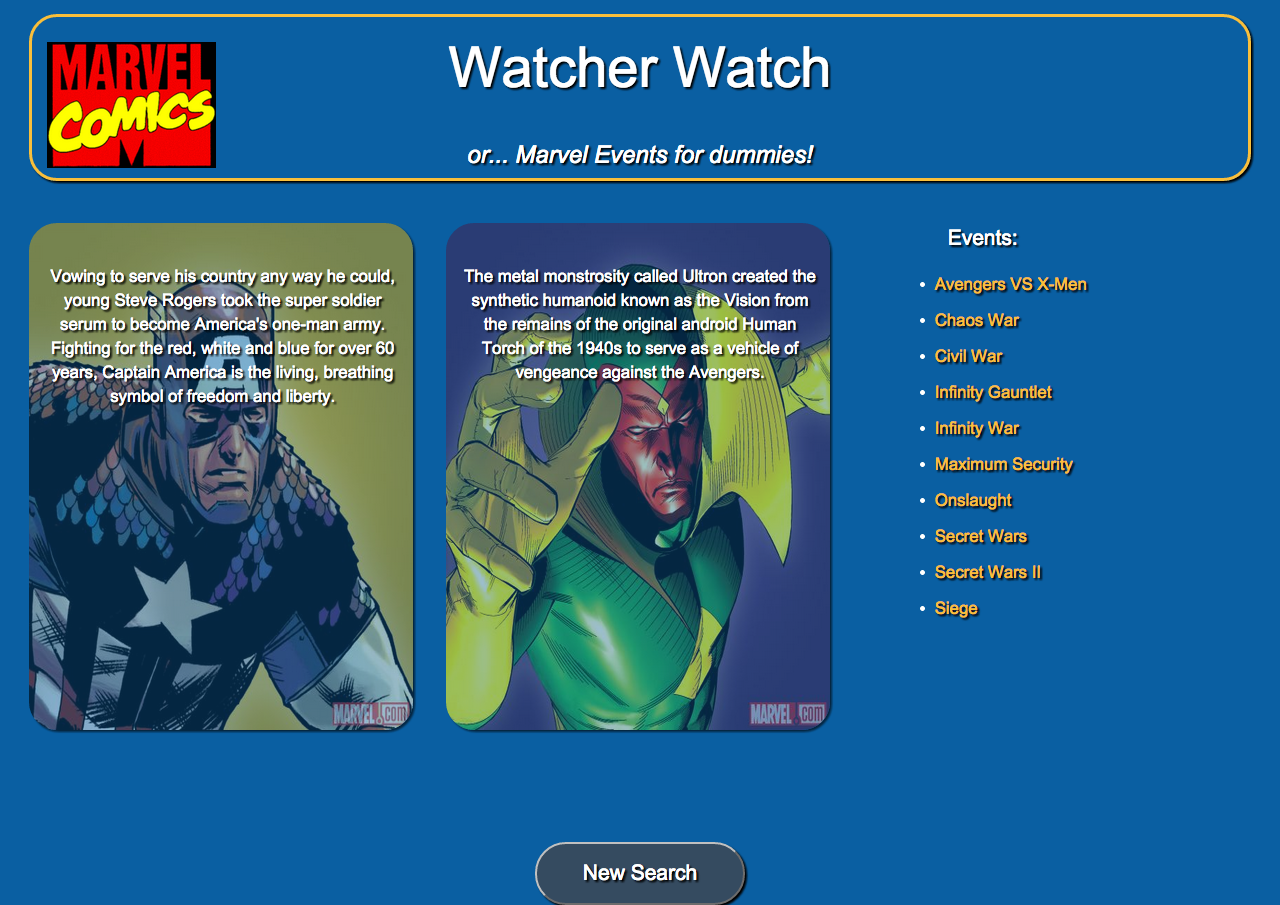 MARVEL
COMICS
Watcher Watch
or... Marvel Events for dummies!
Vowing to serve his country any way he could,
young Steve Rogers took the super soldier
serum to become America's one-man army.
Fighting for the red, white and blue for over 60
years, Captain America is the living, breathing
symbol of freedom and liberty.
A
MARVEL.com
The metal monstrosity called Ultron created the
synthetic humanoid known as the Vision from
the remains of the original android Human
Torch of the 1940s to serve as a vehicle of
vengeance against the Avengers.
MARVEL.com
Events:
• Avengers VS X-Men
• Chaos War
• Civil War
• Infinity Gauntlet
• Infinity War
• Maximum Security
• Onslaught
• Secret Wars
• Secret Wars II
• Siege
New Search